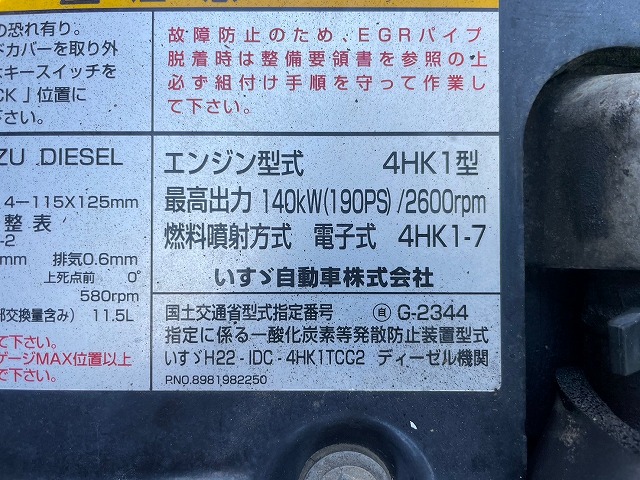 の恐れ有り。
ドカバーを取り外
はキースイッチを
CK」位置に
ださい。
故障防止のため、EGRパイプ
脱着時は整備要領書を参照の上
必ず組付け手順を守って作業し
て下さい。
ZU DIESEL
4－115X125mm
整表
-2
mm 排気0.6mm
上死点前 0°
580rpm
部交換量含み) 11.5L
て下さい。
ゲージMAX位置以上
で下さい。
エンジン型式 4HK1型
最高出力 140kW(190PS)/2600rpm
燃料噴射方式 電子式 4HK1-7
いすゞ自動車株式会社
国土交通省型式指定番号 ㊀ G-2344
指定に係る一酸化炭素等発散防止装置型式
いすゞH22-IDC-4HK1TCC2 ディーゼル機関
P.NO.8981982250